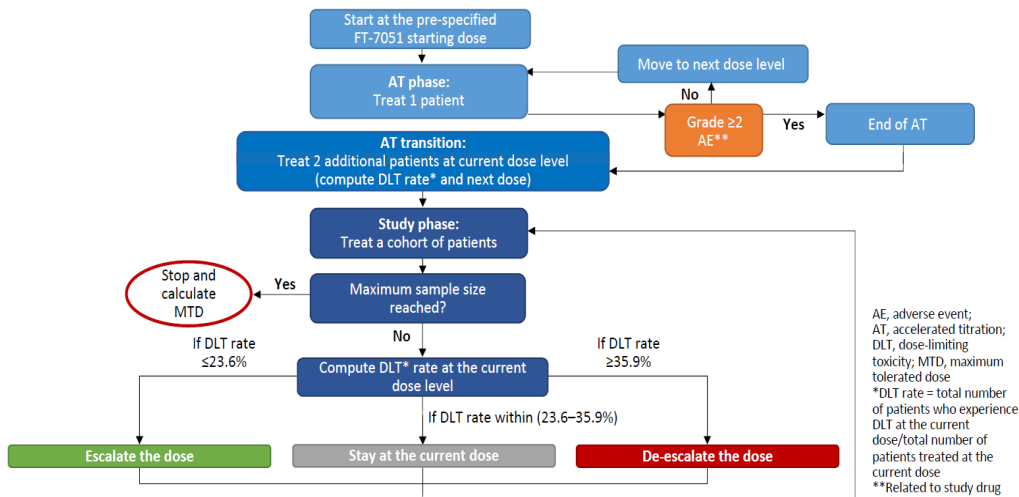 Start at the pre-specified
FT-7051 starting dose
AT phase:
Treat 1 patient
Move to next dose level
No
Grade ≥2
AE**
Yes
End of AT
AT transition:
Treat 2 additional patients at current dose level
(compute DLT rate* and next dose)
Study phase:
Treat a cohort of patients
Stop and
calculate
MTD
Yes
Maximum sample size
reached?
No
If DLT rate
≤23.6%
If DLT rate
≥35.9%
Compute DLT* rate at the current
dose level
If DLT rate within (23.6–35.9%)
Escalate the dose
Stay at the current dose
De-escalate the dose
AE, adverse event;
AT, accelerated titration;
DLT, dose-limiting
toxicity; MTD, maximum
tolerated dose
*DLT rate = total number
of patients who experience
DLT at the current
dose/total number of
patients treated at the
current dose
**Related to study drug